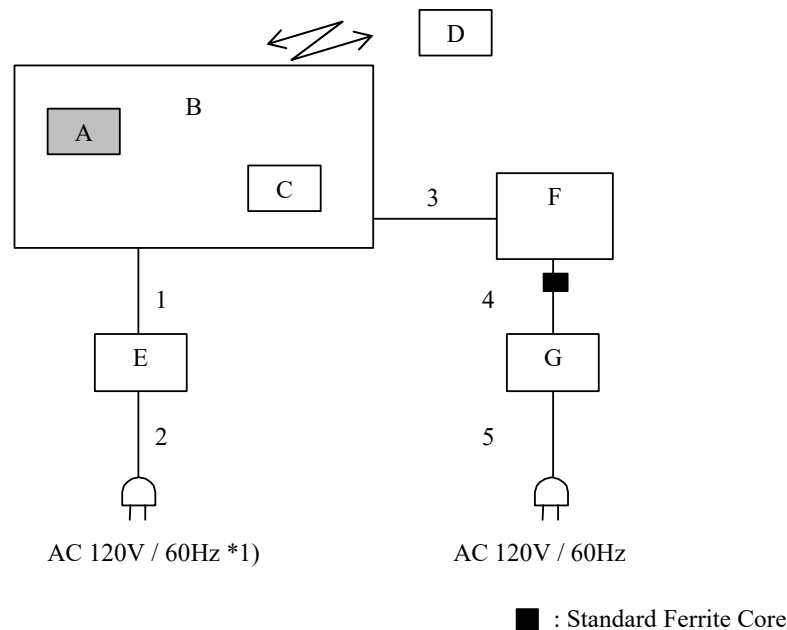 D
B
A
C
3
F
1
4
E
G
2
5
AC 120V / 60Hz *1)
AC 120V / 60Hz
: Standard Ferrite Core